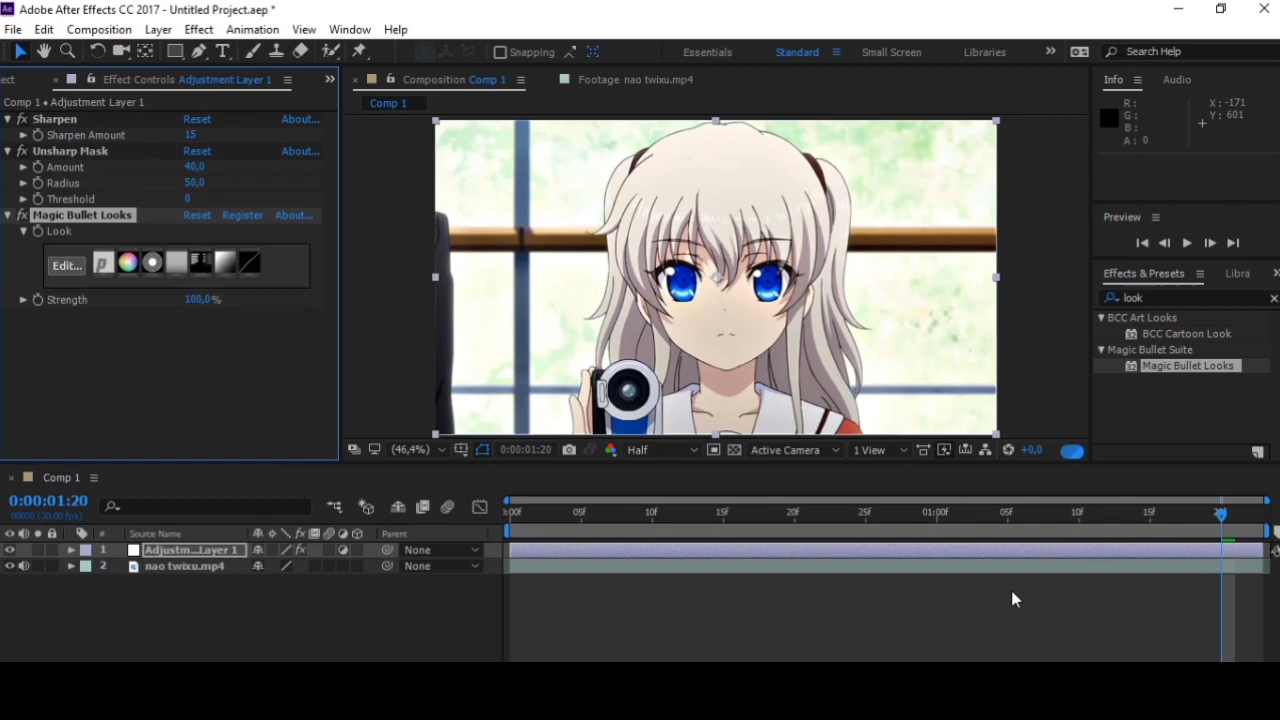 Adobe After Effects CC 2017 - Untitled Project.aep *
File Edit Composition Layer Effect Animation View Window Help
Snapping Essentials Standard Small Screen Libraries Search Help
ect Effect Controls Adjustment Layer 1 Composition Comp 1 Footage nao twixu.mp4 Info Audio
Comp 1 • Adjustment Layer 1 Comp 1
Sharpen Reset About...
Sharpen Amount 15
Unsharp Mask Reset About...
Amount 40,0
Radius 50,0
Threshold 0
Magic Bullet Looks Reset Register About...
Look
Edit...
Strength 100,0%
R: X: -171
G: Y: 601
B:
A: 0
Preview
Effects & Presets Libra
look
BCC Art Looks
BCC Cartoon Look
Magic Bullet Suite
Magic Bullet Looks
(46,4%) 0:00:01:20 Half Active Camera 1 View +0,0
Comp 1
0:00:01:20
00050 (30.00 fps)
:00f 05f 10f 15f 20f 25f 01:00f 05f 10f 15f
# Source Name Parent
1 Adjustm...Layer 1 None
2 nao twixu.mp4 None